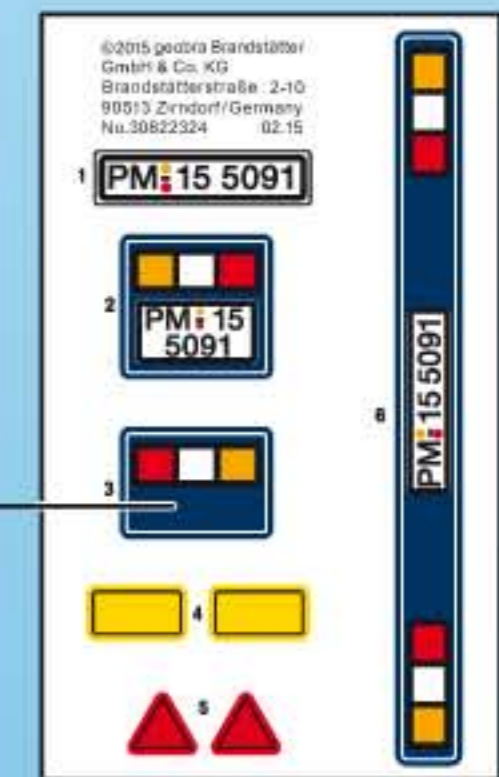 ©2015 geobra Brandstätter
GmbH & Co. KG
Brandstätterstraße 2-10
90513 Zirndorf/Germany
No.30822324 02.15
1 PM:15 5091
2 PM:15
5091
3
4
5
6 PM:15 5091